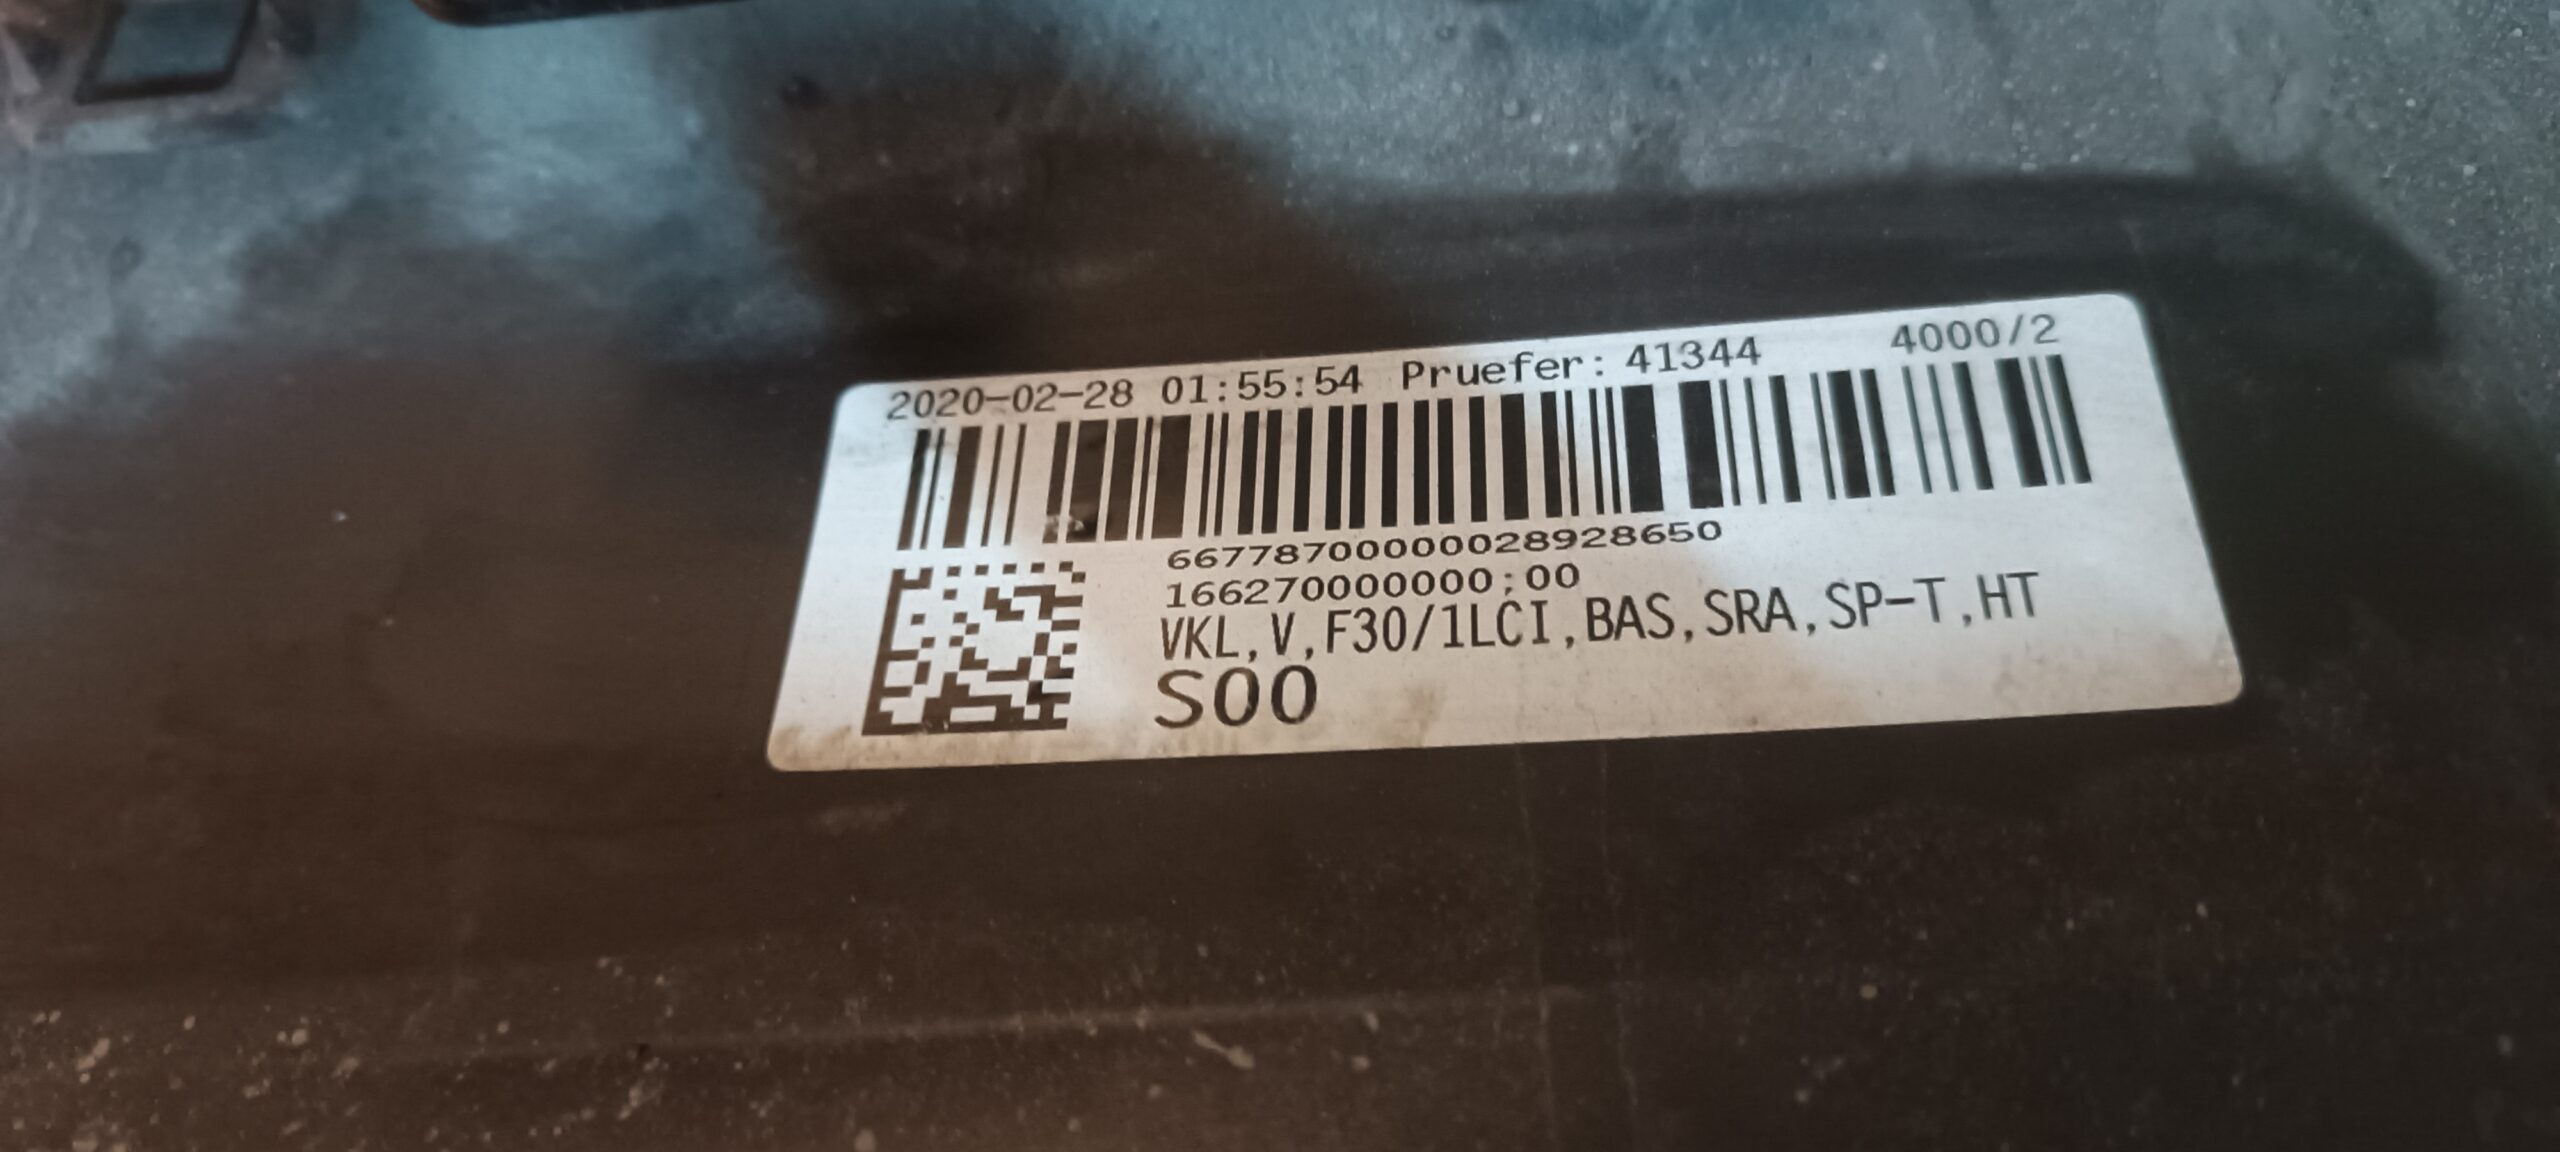 2020-02-28 01:55:54 Pruefer: 41344 4000/2
667787000000028928650
166270000000;00
VKL,V,F30/1LCI,BAS,SRA,SP-T,HT
S00